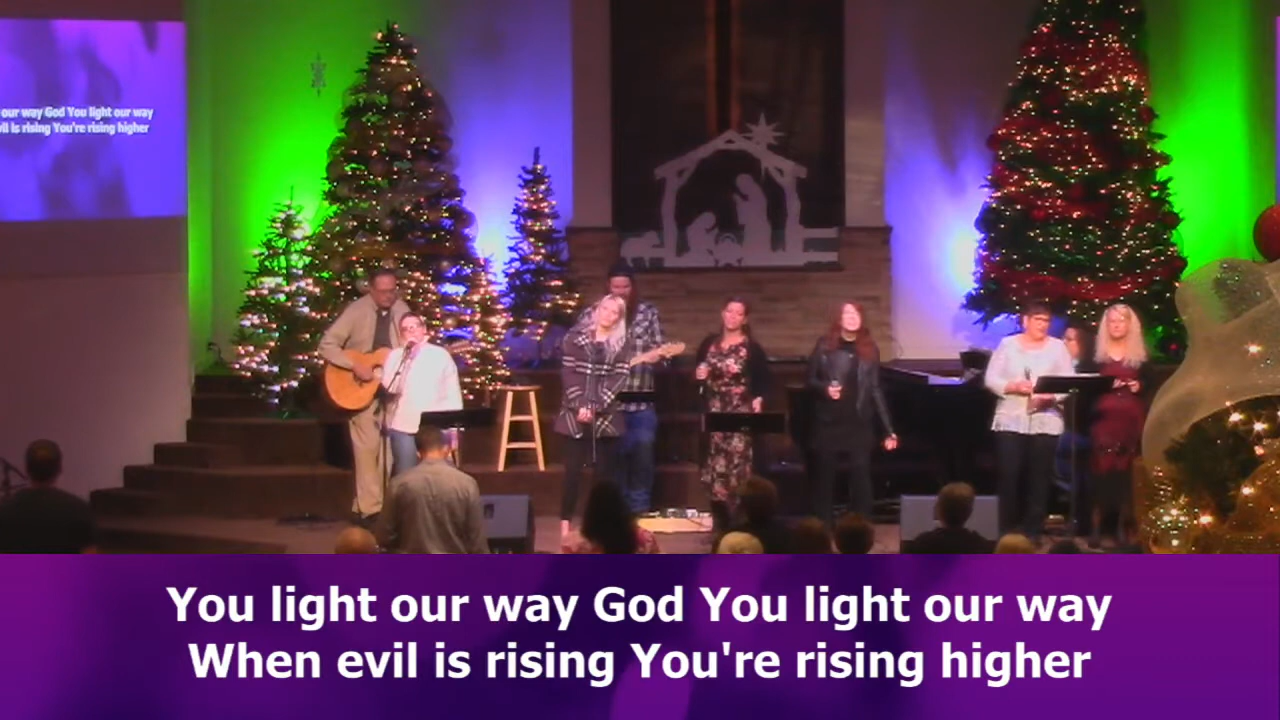 our way God You light our way
vil is rising You're rising higher
You light our way God You light our way
When evil is rising You're rising higher